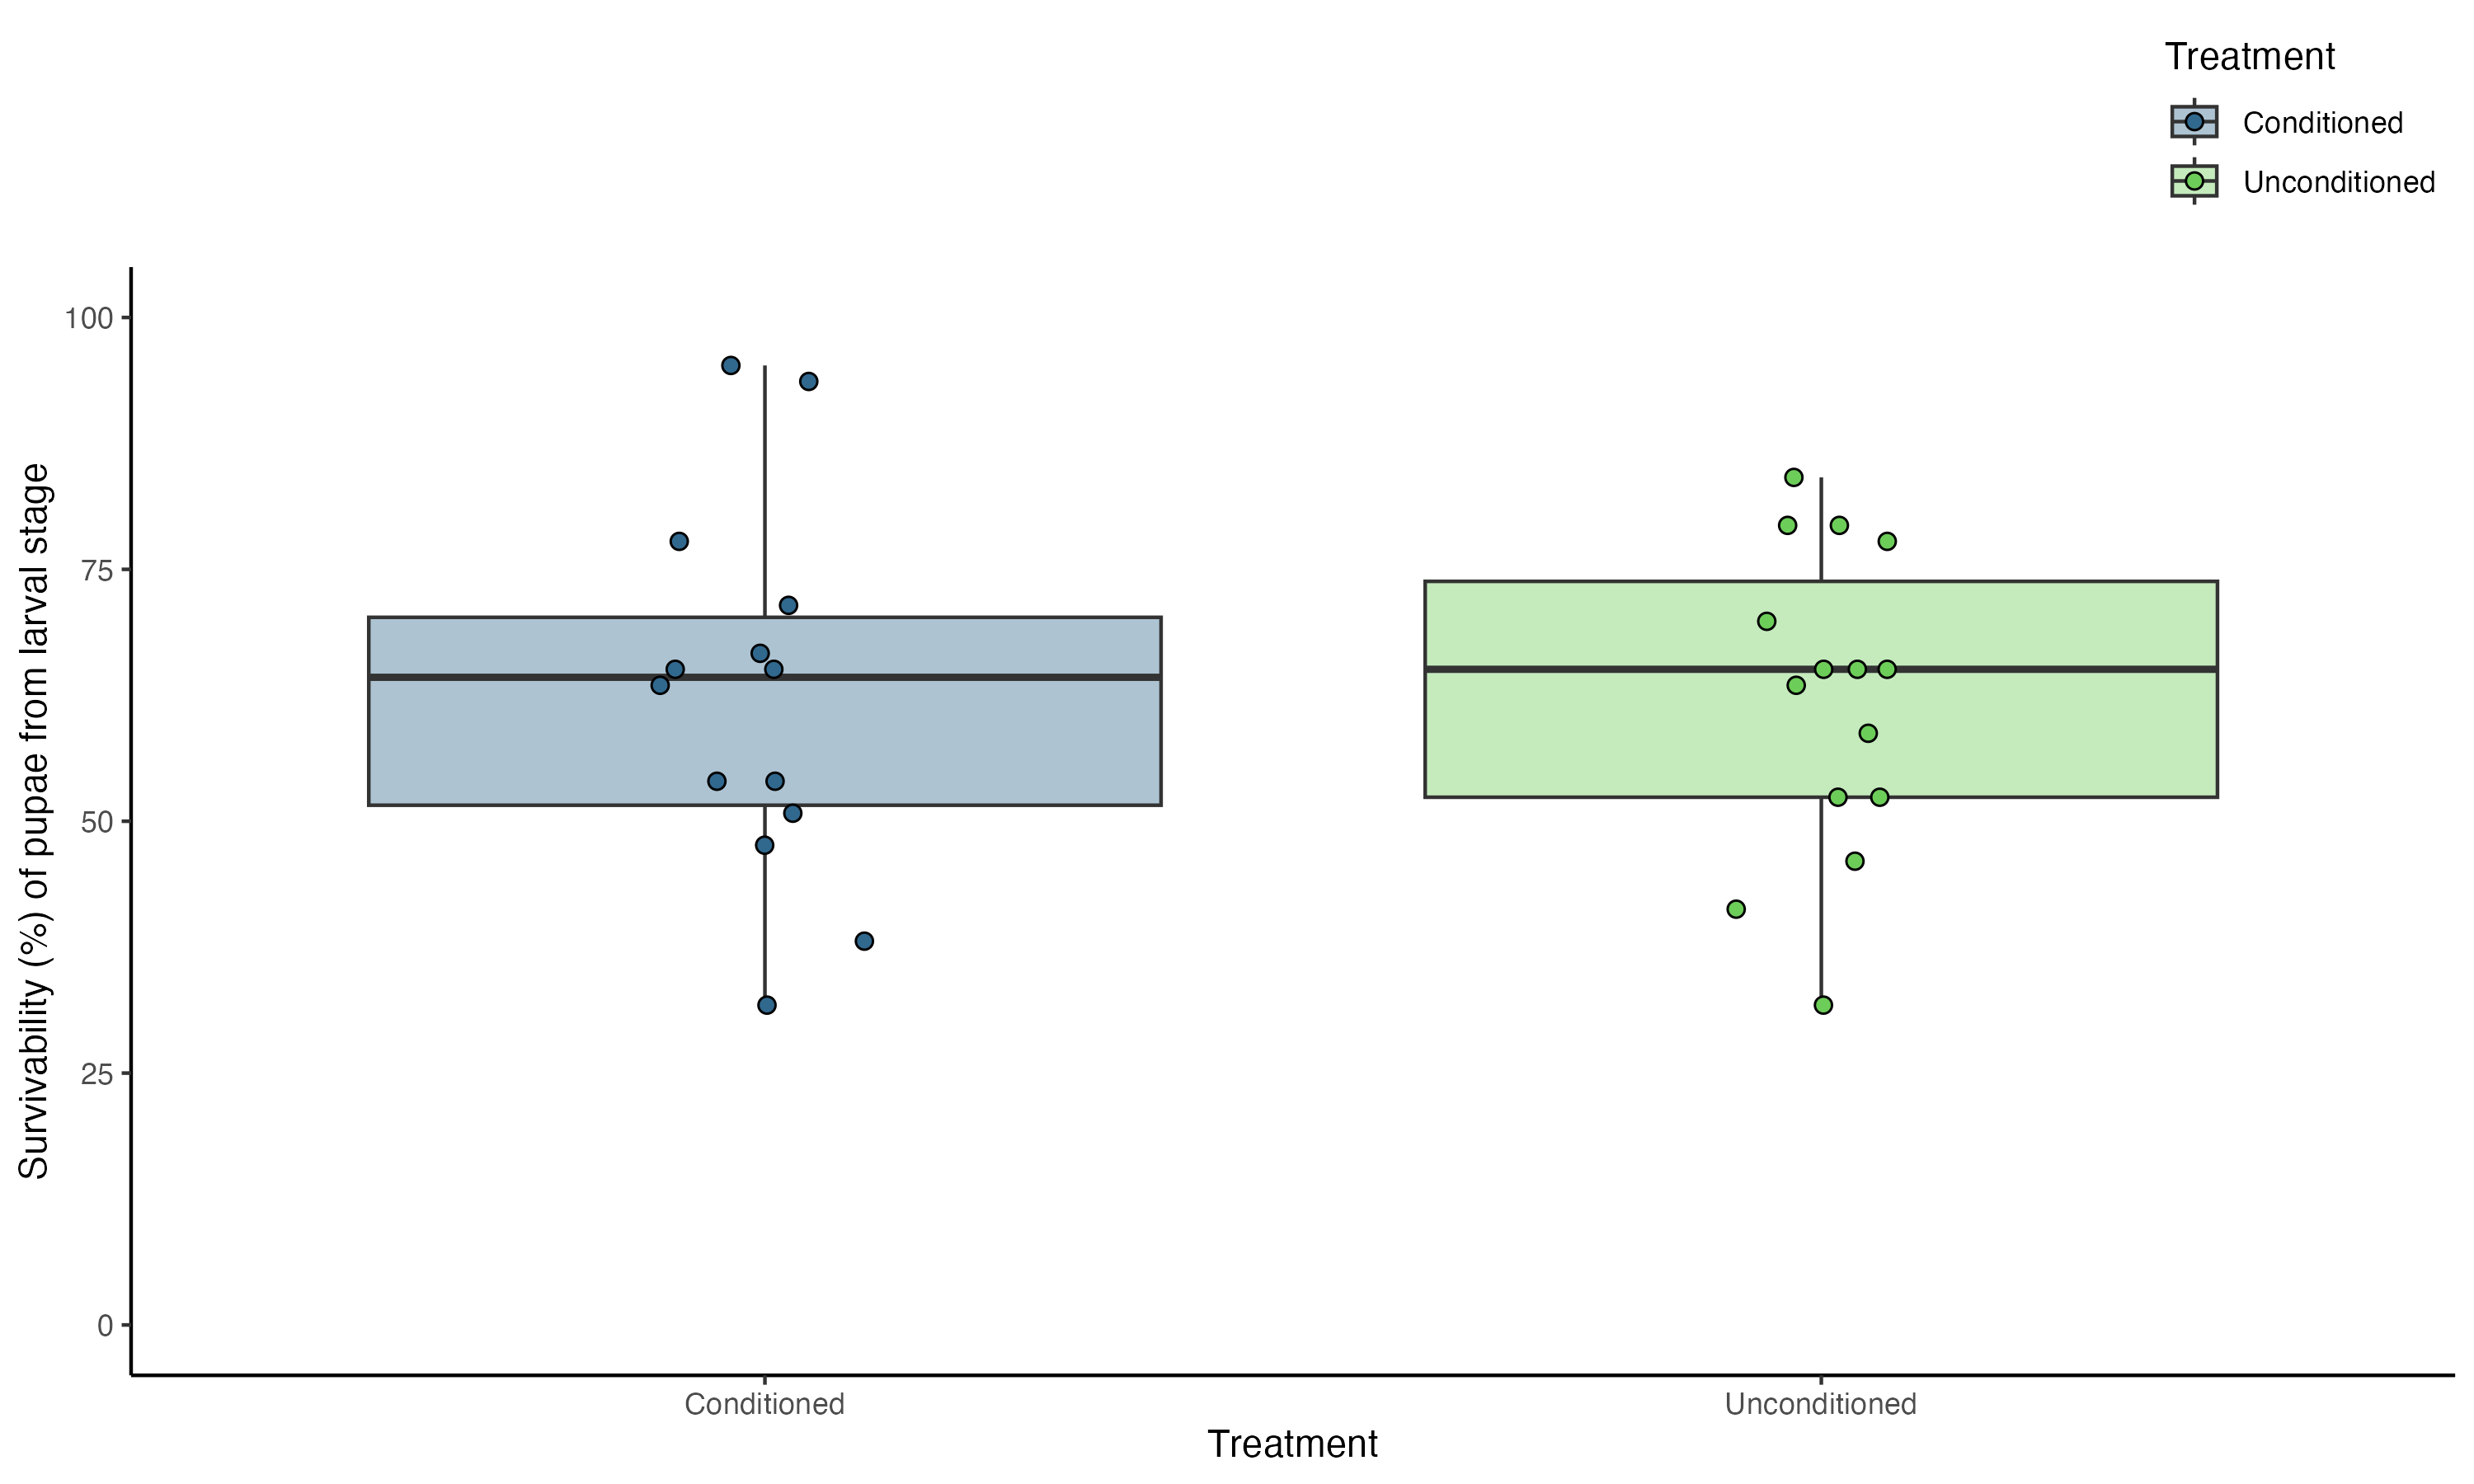 Treatment
Conditioned
Unconditioned
Survivability (%) of pupae from larval stage
100
75
50
25
0
Conditioned
Unconditioned
Treatment